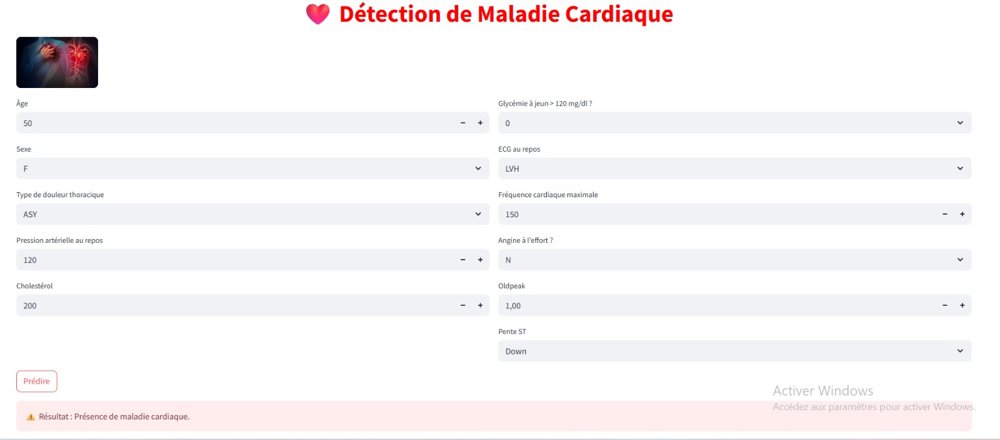 Détection de Maladie Cardiaque
Âge
50
Sexe
F
Type de douleur thoracique
ASY
Pression artérielle au repos
120
Cholestérol
200
Glycémie à jeun > 120 mg/dl ?
0
ECG au repos
LVH
Fréquence cardiaque maximale
150
Angine à l'effort ?
N
Oldpeak
1,00
Pente ST
Down
Prédire
Résultat : Présence de maladie cardiaque.
Activer Windows
Accédez aux paramètres pour activer Windows.